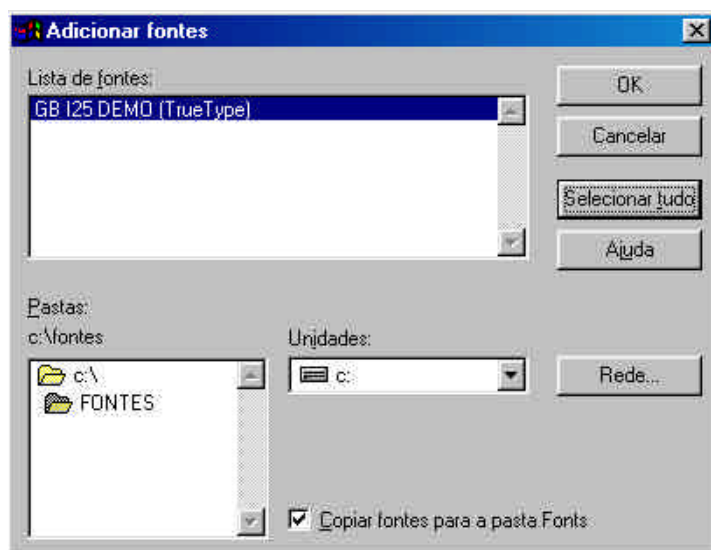 Adicionar fontes
Lista de fontes:
GB I25 DEMO (TrueType)
OK
Cancelar
Selecionar tudo
Ajuda
Pastas:
c:\fontes
c:\
FONTES
Unidades:
c:
Rede...
Copiar fontes para a pasta Fonts